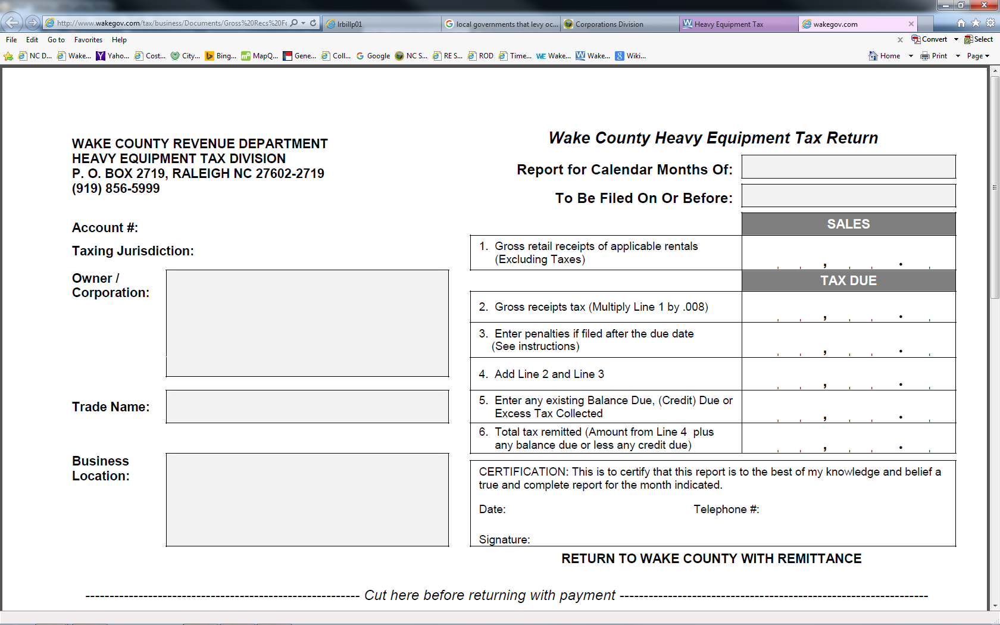 http://www.wakegov.com/tax/business/Documents/Gross%20Recs%20F
lrbillp01
local governments that levy oc...
Corporations Division
Heavy Equipment Tax
wakegov.com
File Edit Go to Favorites Help
x Convert Select
NC D... Wake... Yaho... Cost... City... Bing... MapQ... Gene... Coll... Google NC S... RE S... ROD Time... Wake... Wake... Wiki...
Home Print Page
WAKE COUNTY REVENUE DEPARTMENT
HEAVY EQUIPMENT TAX DIVISION
P. O. BOX 2719, RALEIGH NC 27602-2719
(919) 856-5999
Account #:
Taxing Jurisdiction:
Owner /
Corporation:
Trade Name:
Business
Location:
Wake County Heavy Equipment Tax Return
Report for Calendar Months Of:
To Be Filed On Or Before:
SALES
1. Gross retail receipts of applicable rentals
(Excluding Taxes)
TAX DUE
2. Gross receipts tax (Multiply Line 1 by .008)
3. Enter penalties if filed after the due date
(See instructions)
4. Add Line 2 and Line 3
5. Enter any existing Balance Due, (Credit) Due or
Excess Tax Collected
6. Total tax remitted (Amount from Line 4 plus
any balance due or less any credit due)
CERTIFICATION: This is to certify that this report is to the best of my knowledge and belief a
true and complete report for the month indicated.
Date: Telephone #:
Signature:
RETURN TO WAKE COUNTY WITH REMITTANCE
Cut here before returning with payment